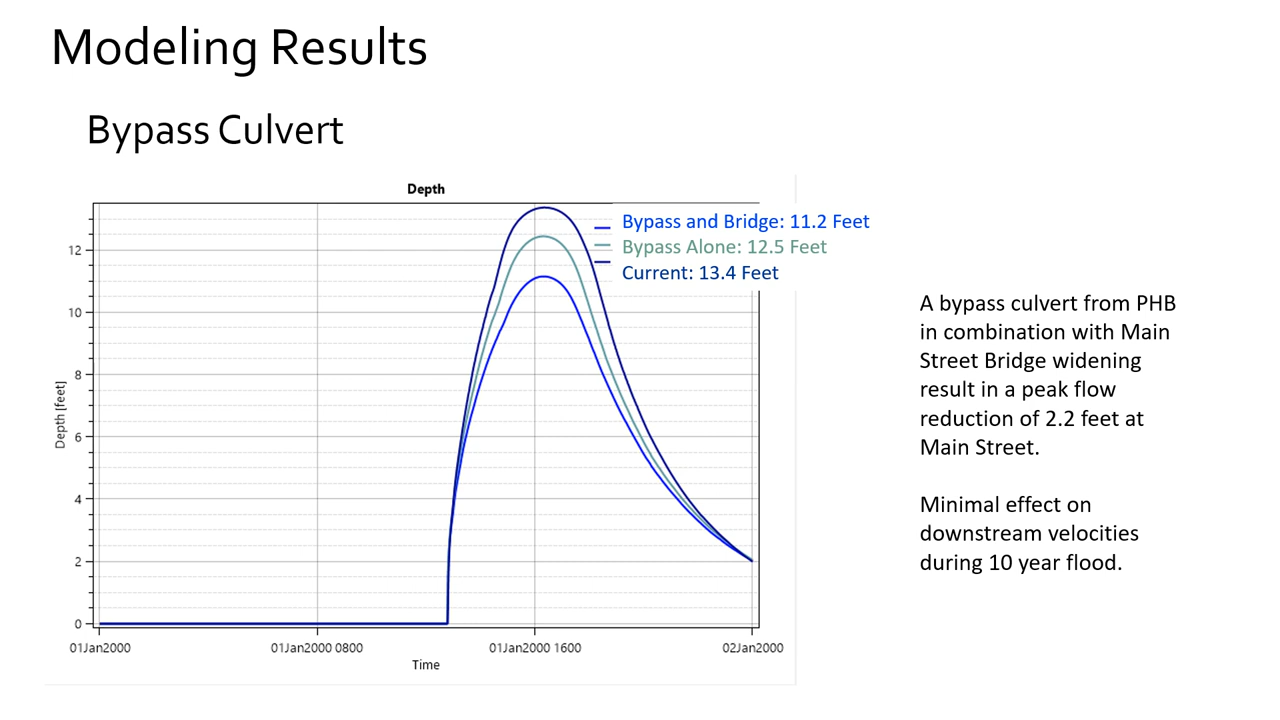 Modeling Results
Bypass Culvert
Depth
Bypass and Bridge: 11.2 Feet
Bypass Alone: 12.5 Feet
Current: 13.4 Feet
12
10
8
6
4
2
0
Depth [feet]
01Jan2000
01Jan2000 0800
01Jan2000 1600
02Jan2000
Time
A bypass culvert from PHB
in combination with Main
Street Bridge widening
result in a peak flow
reduction of 2.2 feet at
Main Street.
Minimal effect on
downstream velocities
during 10 year flood.